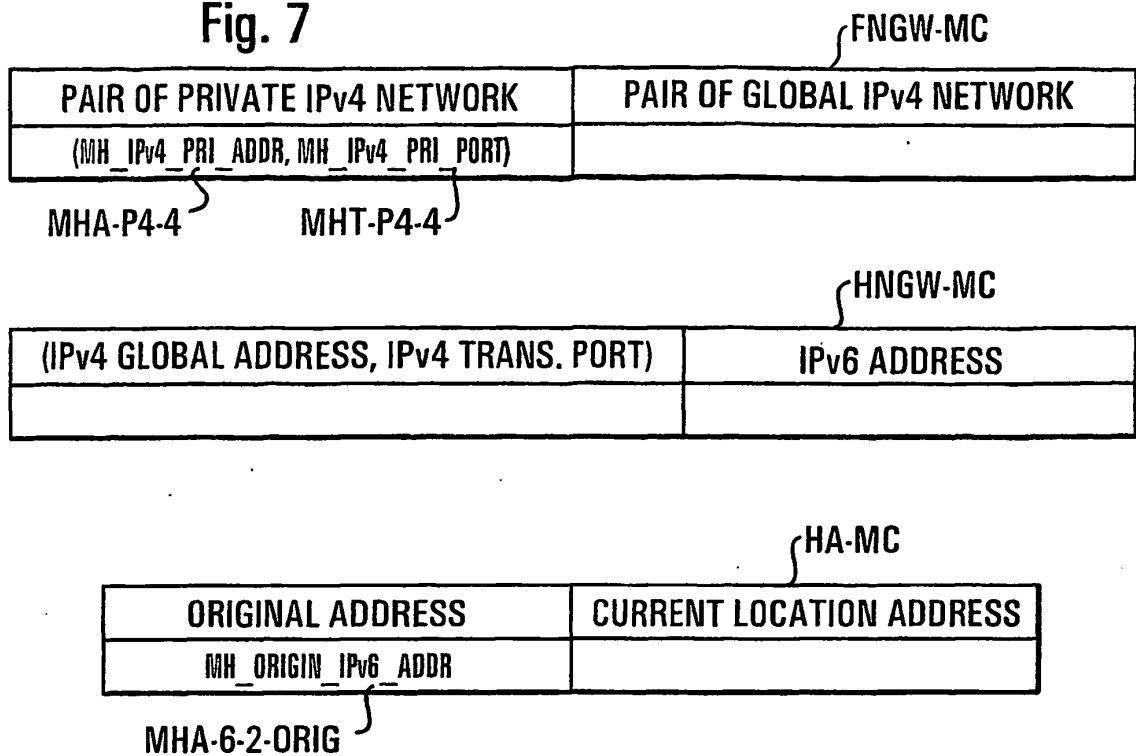 Fig. 7
FNGW-MC
PAIR OF PRIVATE IPv4 NETWORK
PAIR OF GLOBAL IPv4 NETWORK
(MH_IPv4_PRI_ADDR, MH_IPv4_PRI_PORT)
MHA-P4-4
MHT-P4-4
HNGW-MC
(IPv4 GLOBAL ADDRESS, IPv4 TRANS. PORT)
IPv6 ADDRESS
HA-MC
ORIGINAL ADDRESS
CURRENT LOCATION ADDRESS
MH_ORIGIN_IPv6_ADDR
MHA-6-2-ORIG